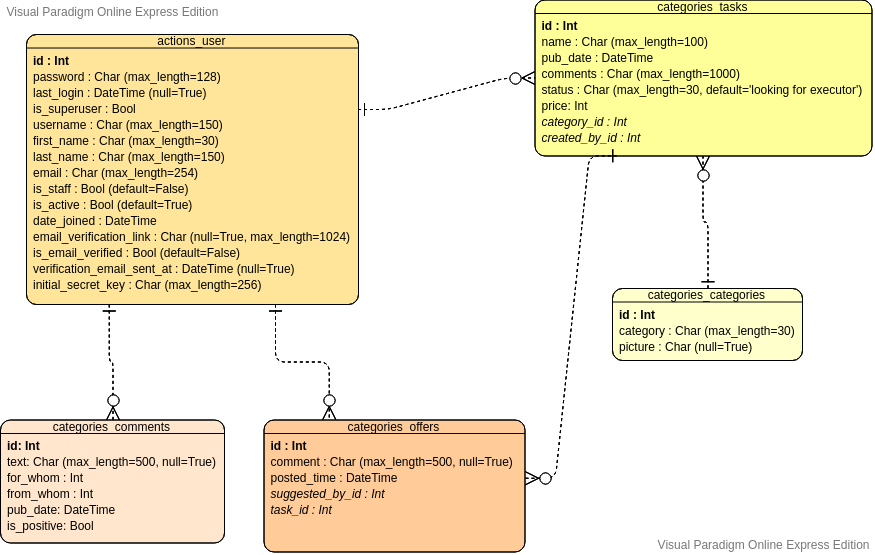 Visual Paradigm Online Express Edition
actions_user
id : Int
password : Char (max_length=128)
last_login : DateTime (null=True)
is_superuser : Bool
username : Char (max_length=150)
first_name : Char (max_length=30)
last_name : Char (max_length=150)
email : Char (max_length=254)
is_staff : Bool (default=False)
is_active : Bool (default=True)
date_joined : DateTime
email_verification_link : Char (null=True, max_length=1024)
is_email_verified : Bool (default=False)
verification_email_sent_at : DateTime (null=True)
initial_secret_key : Char (max_length=256)
categories_tasks
id : Int
name : Char (max_length=100)
pub_date : DateTime
comments : Char (max_length=1000)
status : Char (max_length=30, default='looking for executor')
price: Int
category_id : Int
created_by_id : Int
categories_categories
id : Int
category : Char (max_length=30)
picture : Char (null=True)
categories_comments
id: Int
text: Char (max_length=500, null=True)
for_whom : Int
from_whom : Int
pub_date: DateTime
is_positive: Bool
categories_offers
id : Int
comment : Char (max_length=500, null=True)
posted_time : DateTime
suggested_by_id : Int
task_id : Int
Visual Paradigm Online Express Edition